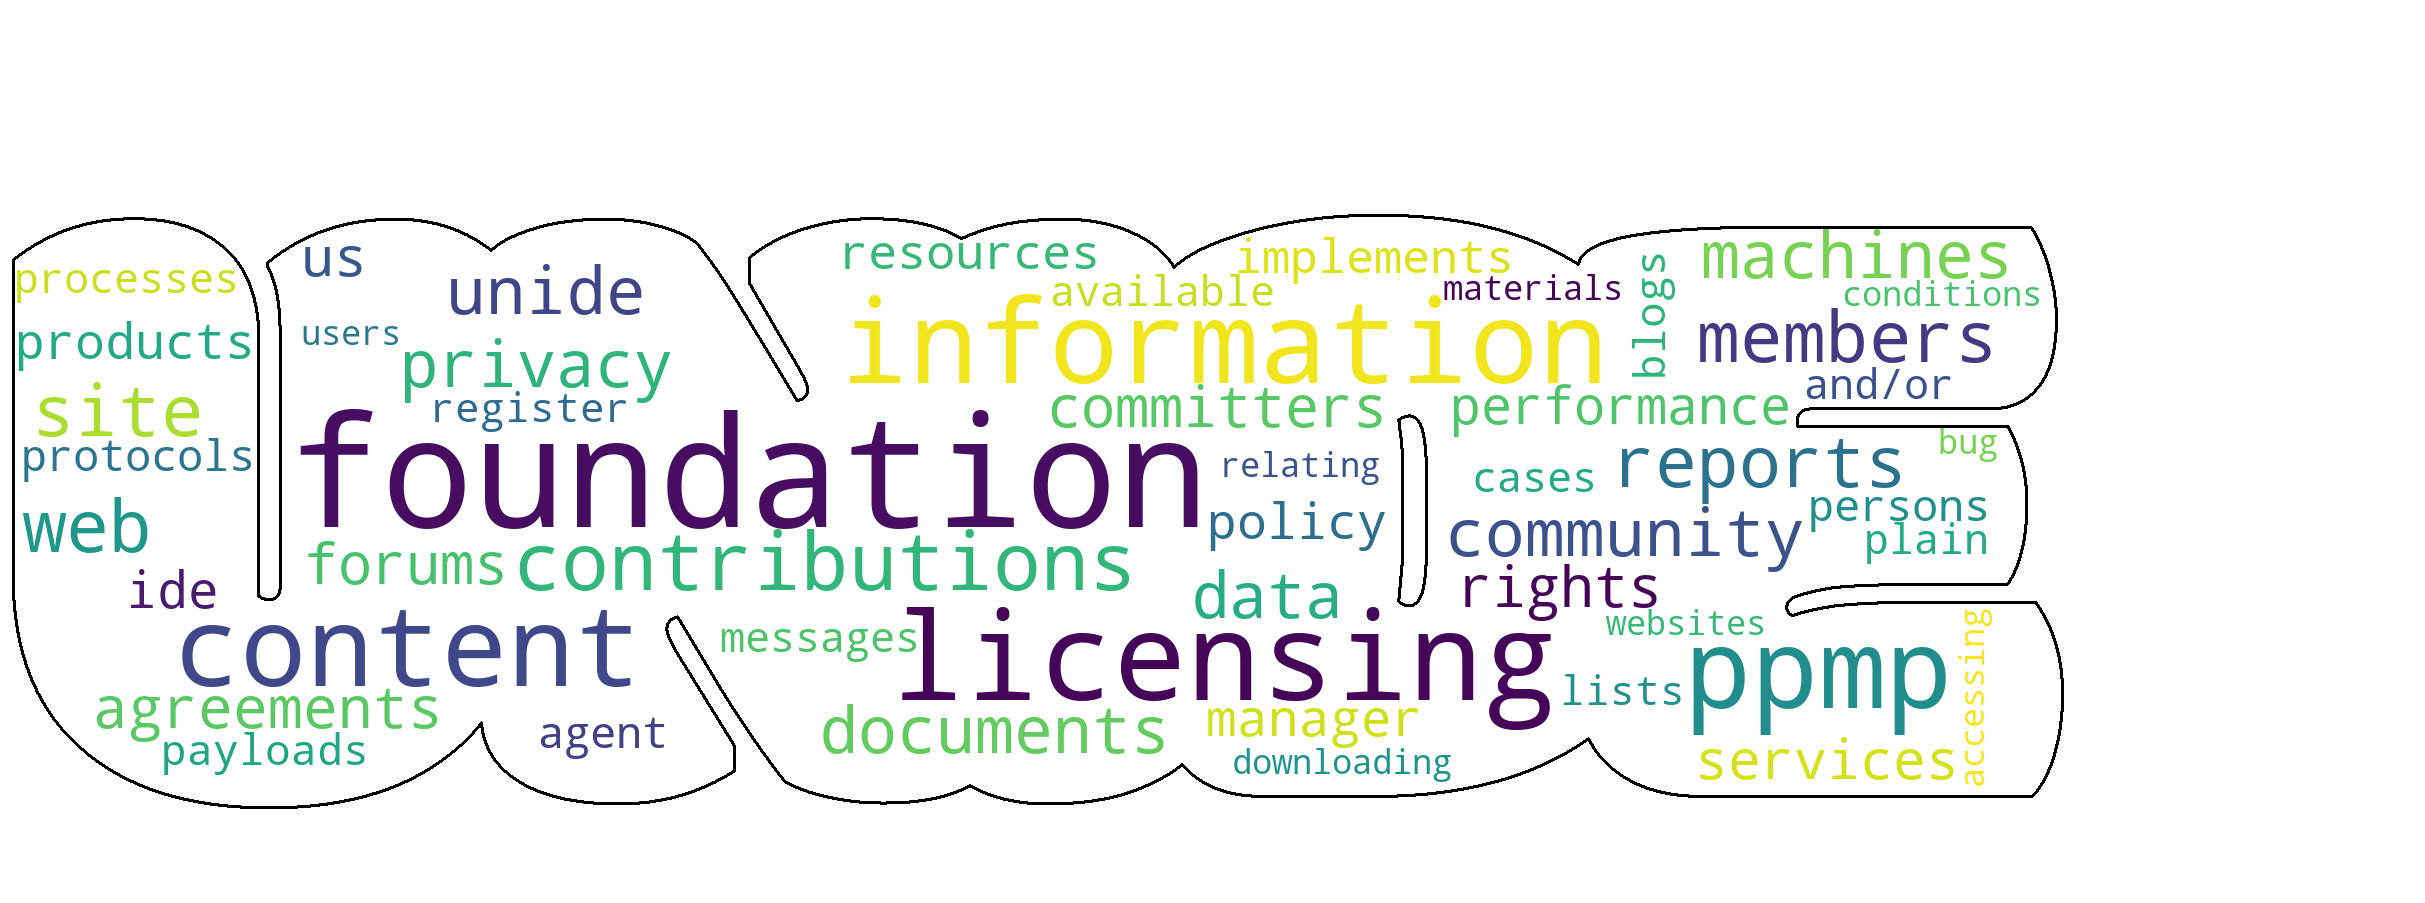 processes
products
site
protocols
web
ide
content
agreements
payloads
us
unide
users
privacy
register
foundation
forums
contributions
agent
messages
resources
implements
available
materials
information
committers
relating
policy
data
licensing
documents
manager
downloading
blogs
machines
conditions
members
and/or
performance
bug
cases
reports
persons
community
plain
rights
websites
lists
ppmp
services
accessing